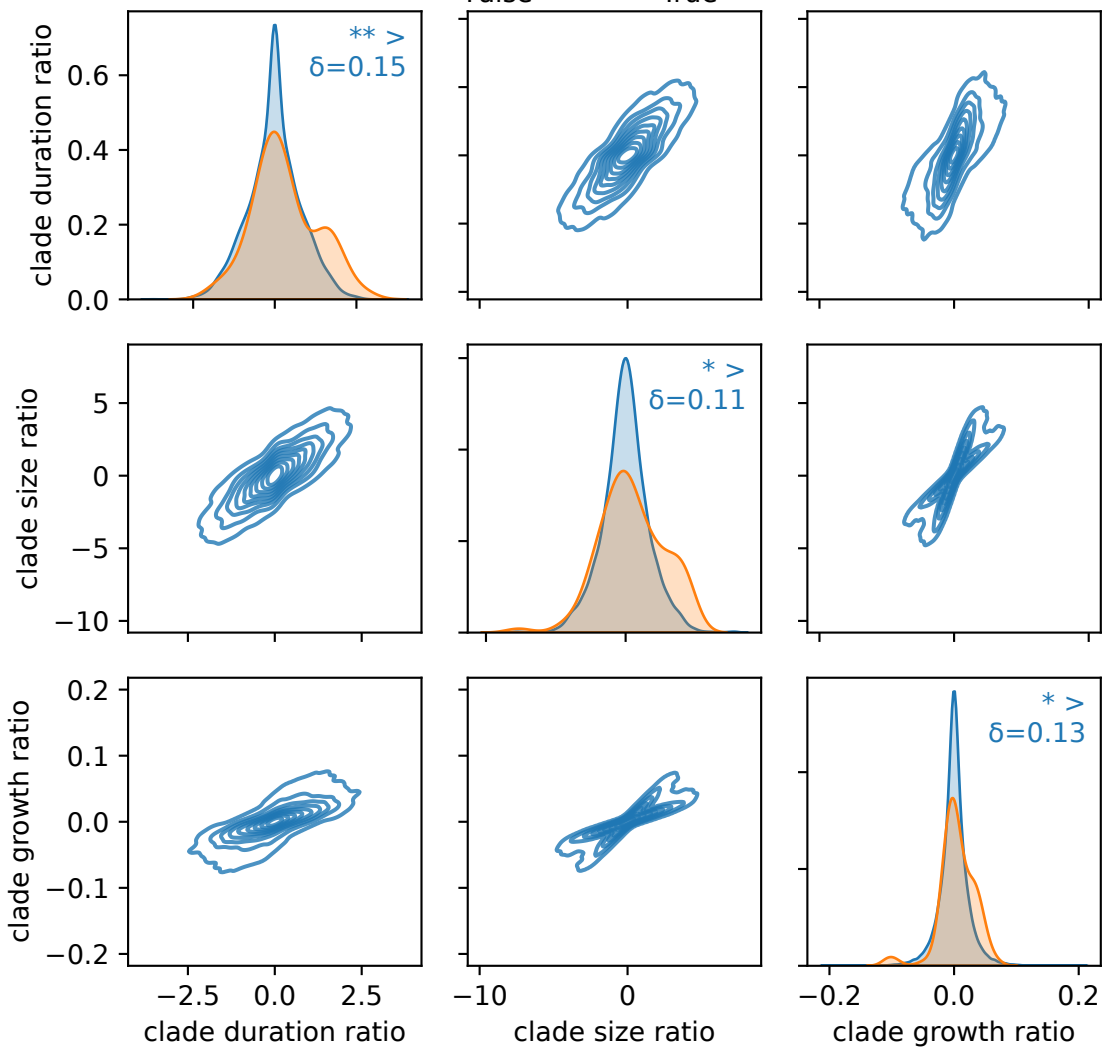 ** >
δ=0.15
clade duration ratio
0.6
0.4
0.2
0.0
* >
δ=0.11
clade size ratio
5
0
−5
−10
* >
δ=0.13
clade growth ratio
0.2
0.1
0.0
−0.1
−0.2
−2.5 0.0 2.5
−10 0
−0.2 0.0 0.2
clade duration ratio
clade size ratio
clade growth ratio